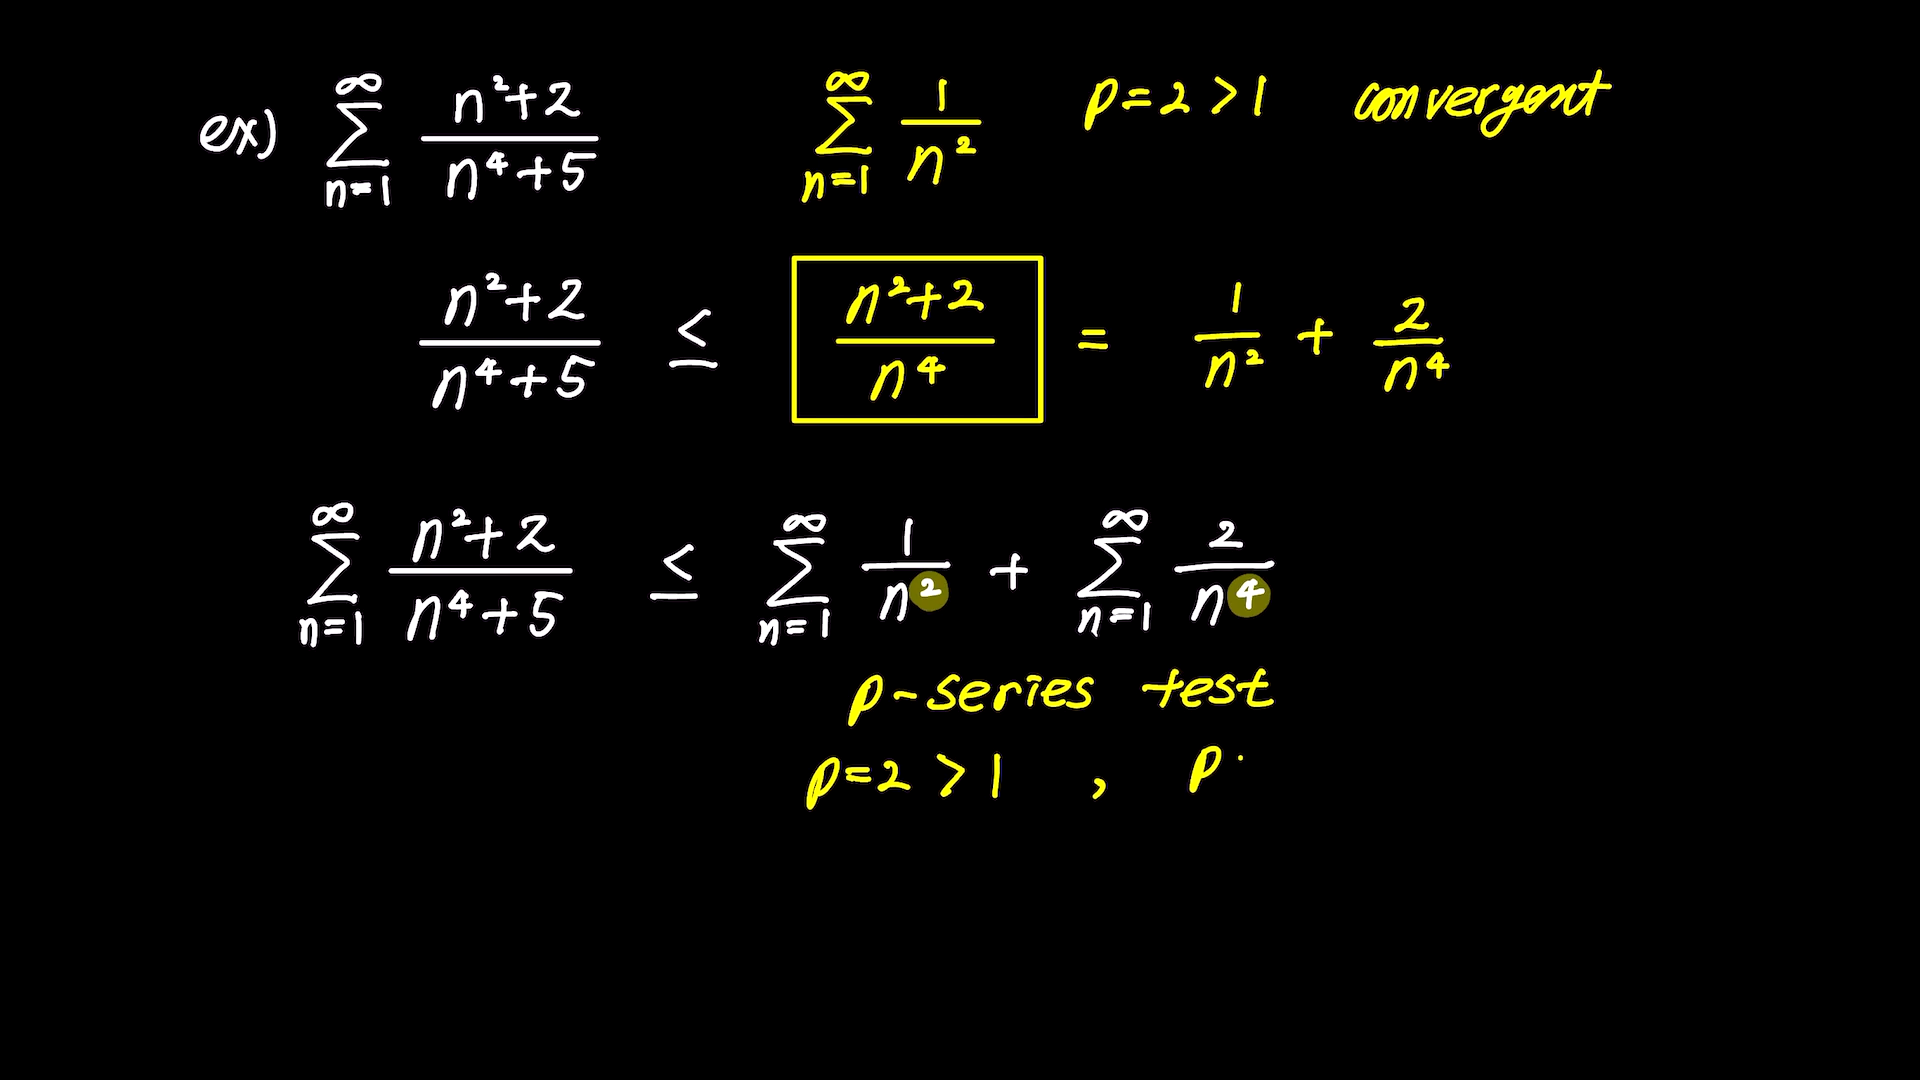 ex) ∞∑n=1 (n²+2)/(n⁴+5)   ∞∑n=1 1/n²   p=2>1   convergent
(n²+2)/(n⁴+5) ≤ (n²+2)/n⁴ = 1/n² + 2/n⁴
∞∑n=1 (n²+2)/(n⁴+5) ≤ ∞∑n=1 1/n² + ∞∑n=1 2/n⁴
p-series test
p=2>1 , p